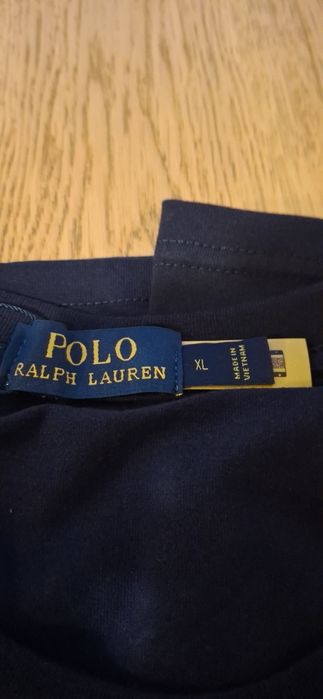 POLO
RALPH LAUREN
XL
MADE IN
VIETNAM